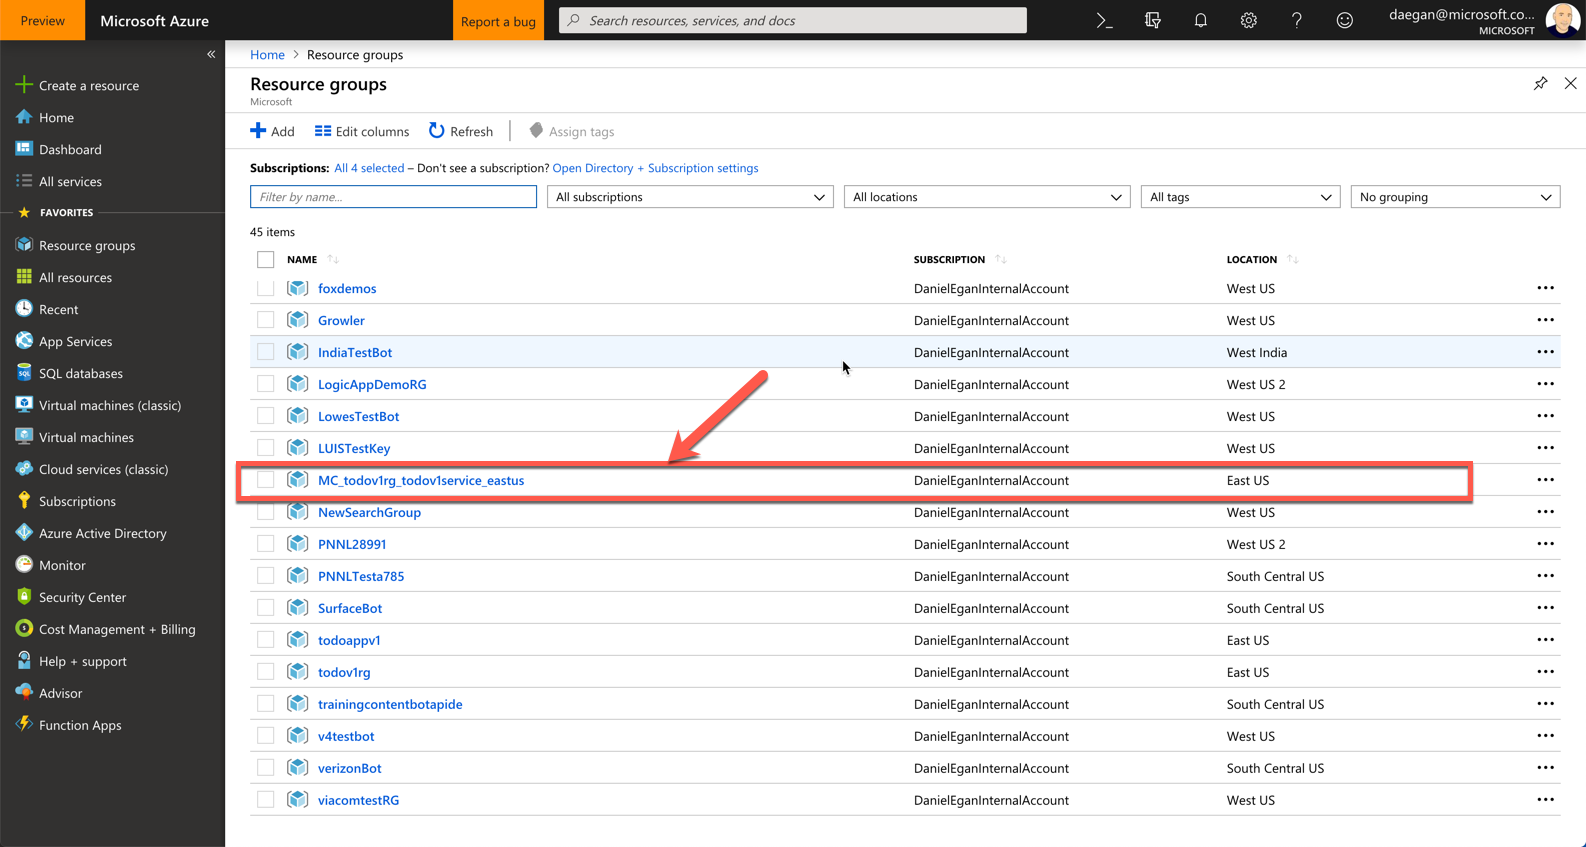 Preview
Microsoft Azure
Report a bug
Search resources, services, and docs
daegan@microsoft.co...
MICROSOFT
Create a resource
Home
Dashboard
All services
FAVORITES
Resource groups
All resources
Recent
App Services
SQL databases
Virtual machines (classic)
Virtual machines
Cloud services (classic)
Subscriptions
Azure Active Directory
Monitor
Security Center
Cost Management + Billing
Help + support
Advisor
Function Apps
Home > Resource groups
Resource groups
Microsoft
Add Edit columns Refresh Assign tags
Subscriptions: All 4 selected – Don't see a subscription? Open Directory + Subscription settings
Filter by name... All subscriptions All locations All tags No grouping
45 items
NAME SUBSCRIPTION LOCATION
foxdemos DanielEganInternalAccount West US
Growler DanielEganInternalAccount West US
IndiaTestBot DanielEganInternalAccount West India
LogicAppDemoRG DanielEganInternalAccount West US 2
LowesTestBot DanielEganInternalAccount West US
LUISTestKey DanielEganInternalAccount West US
MC_todov1rg_todov1service_eastus DanielEganInternalAccount East US
NewSearchGroup DanielEganInternalAccount West US
PNNL28991 DanielEganInternalAccount West US 2
PNNLTesta785 DanielEganInternalAccount South Central US
SurfaceBot DanielEganInternalAccount South Central US
todoappv1 DanielEganInternalAccount East US
todov1rg DanielEganInternalAccount East US
trainingcontentbotapide DanielEganInternalAccount South Central US
v4testbot DanielEganInternalAccount West US
verizonBot DanielEganInternalAccount South Central US
viacomtestRG DanielEganInternalAccount West US